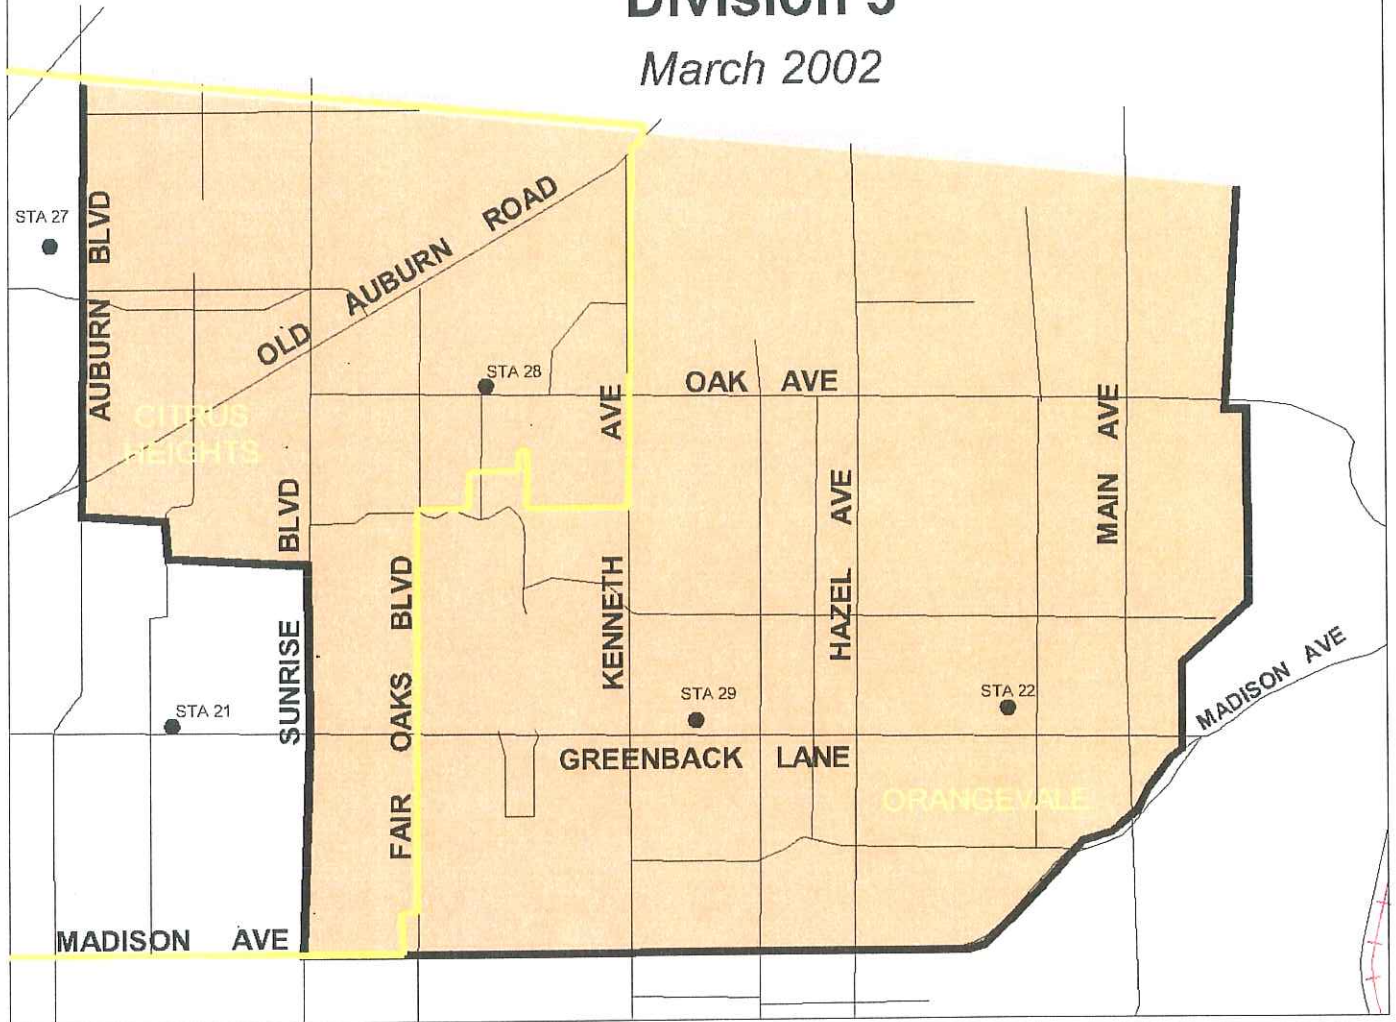 Division 5
March 2002
STA 27
AUBURN BLVD
OLD AUBURN ROAD
STA 28
OAK AVE
CITRUS
HEIGHTS
KENNETH AVE
HAZEL AVE
MAIN AVE
SUNRISE BLVD
FAIR OAKS BLVD
STA 21
STA 29
STA 22
MADISON AVE
GREENBACK LANE
ORANGEVALE
MADISON AVE